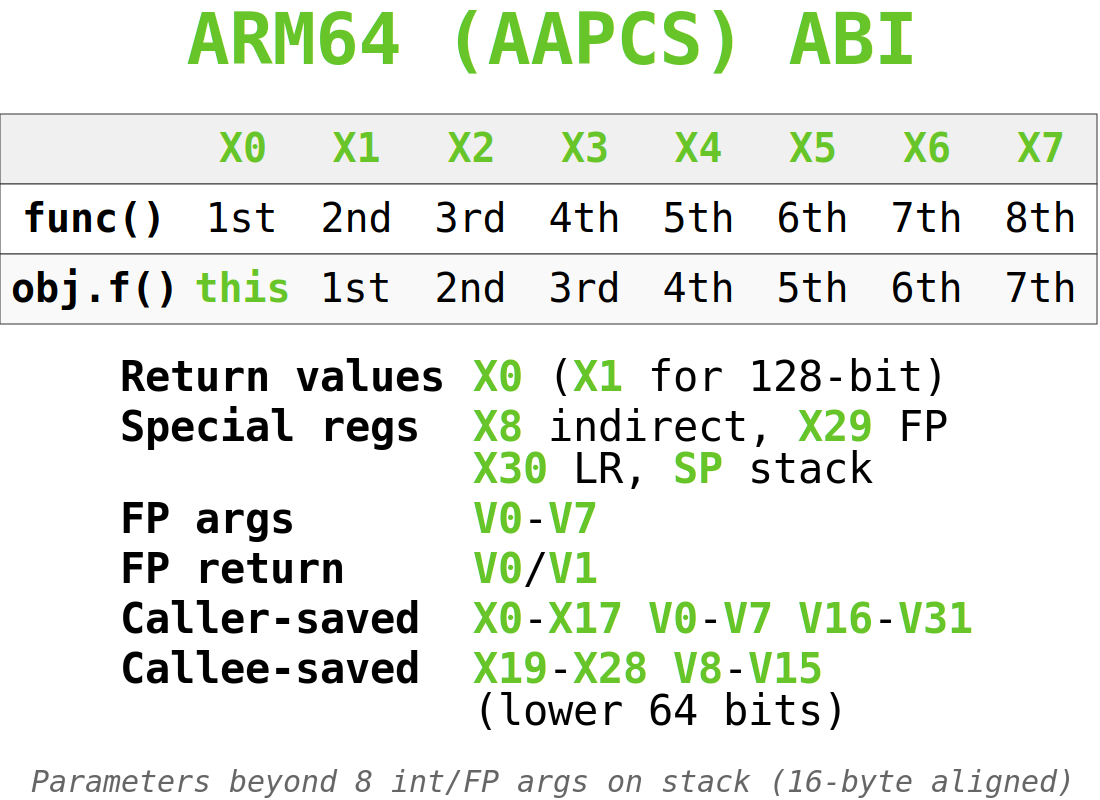 ARM64 (AAPCS) ABI
X0 X1 X2 X3 X4 X5 X6 X7
func() 1st 2nd 3rd 4th 5th 6th 7th 8th
obj.f() this 1st 2nd 3rd 4th 5th 6th 7th
Return values X0 (X1 for 128-bit)
Special regs X8 indirect, X29 FP
X30 LR, SP stack
FP args V0-V7
FP return V0/V1
Caller-saved X0-X17 V0-V7 V16-V31
Callee-saved X19-X28 V8-V15
(lower 64 bits)
Parameters beyond 8 int/FP args on stack (16-byte aligned)